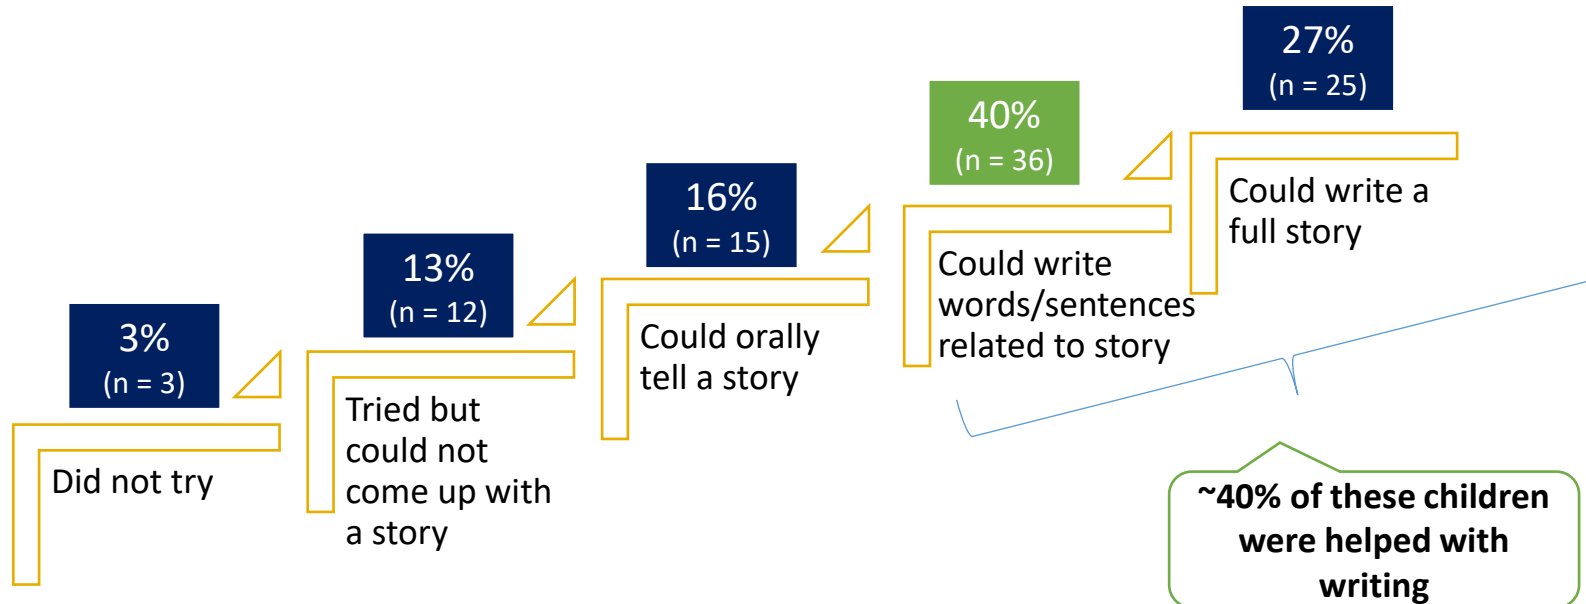 3%
(n = 3)
Did not try
13%
(n = 12)
Tried but
could not
come up with
a story
16%
(n = 15)
Could orally
tell a story
40%
(n = 36)
Could write
words/sentences
related to story
27%
(n = 25)
Could write a
full story
~40% of these children
were helped with
writing